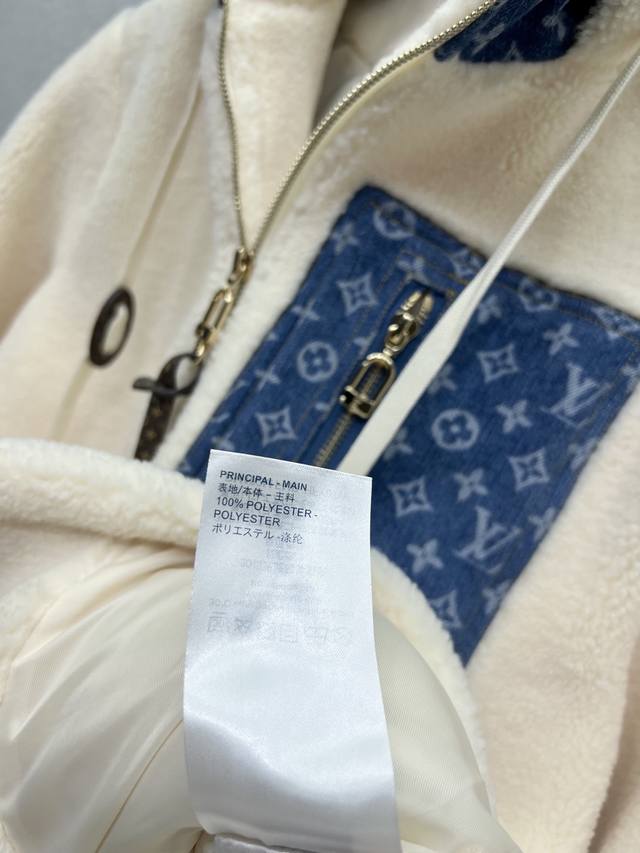 PRINCIPAL - MAIN
表地/本体 - 主料
100% POLYESTER -
POLYESTER
ポリエステル -涤纶